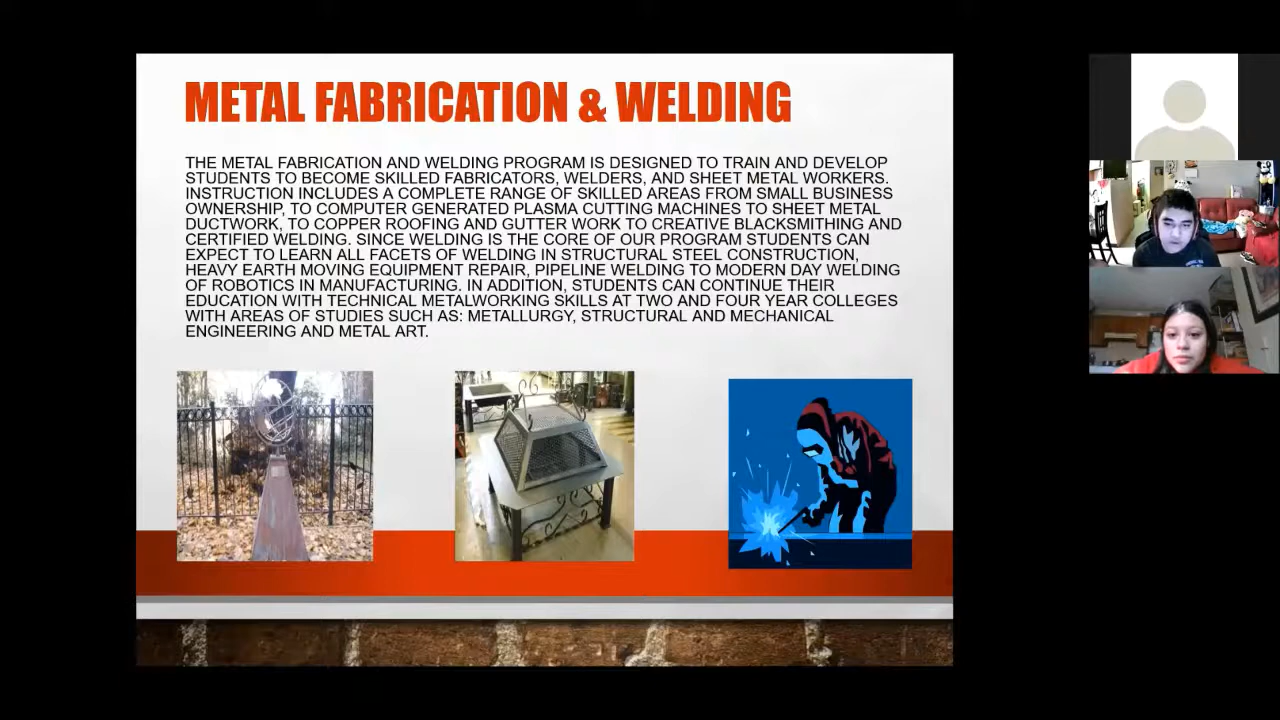 METAL FABRICATION & WELDING
THE METAL FABRICATION AND WELDING PROGRAM IS DESIGNED TO TRAIN AND DEVELOP
STUDENTS TO BECOME SKILLED FABRICATORS, WELDERS, AND SHEET METAL WORKERS.
INSTRUCTION INCLUDES A COMPLETE RANGE OF SKILLED AREAS FROM SMALL BUSINESS
OWNERSHIP, TO COMPUTER GENERATED PLASMA CUTTING MACHINES TO SHEET METAL
DUCTWORK, TO COPPER ROOFING AND GUTTER WORK TO CREATIVE BLACKSMITHING AND
CERTIFIED WELDING. SINCE WELDING IS THE CORE OF OUR PROGRAM STUDENTS CAN
EXPECT TO LEARN ALL FACETS OF WELDING IN STRUCTURAL STEEL CONSTRUCTION,
HEAVY EARTH MOVING EQUIPMENT REPAIR, PIPELINE WELDING TO MODERN DAY WELDING
OF ROBOTICS IN MANUFACTURING. IN ADDITION, STUDENTS CAN CONTINUE THEIR
EDUCATION WITH TECHNICAL METALWORKING SKILLS AT TWO AND FOUR YEAR COLLEGES
WITH AREAS OF STUDIES SUCH AS: METALLURGY, STRUCTURAL AND MECHANICAL
ENGINEERING AND METAL ART.